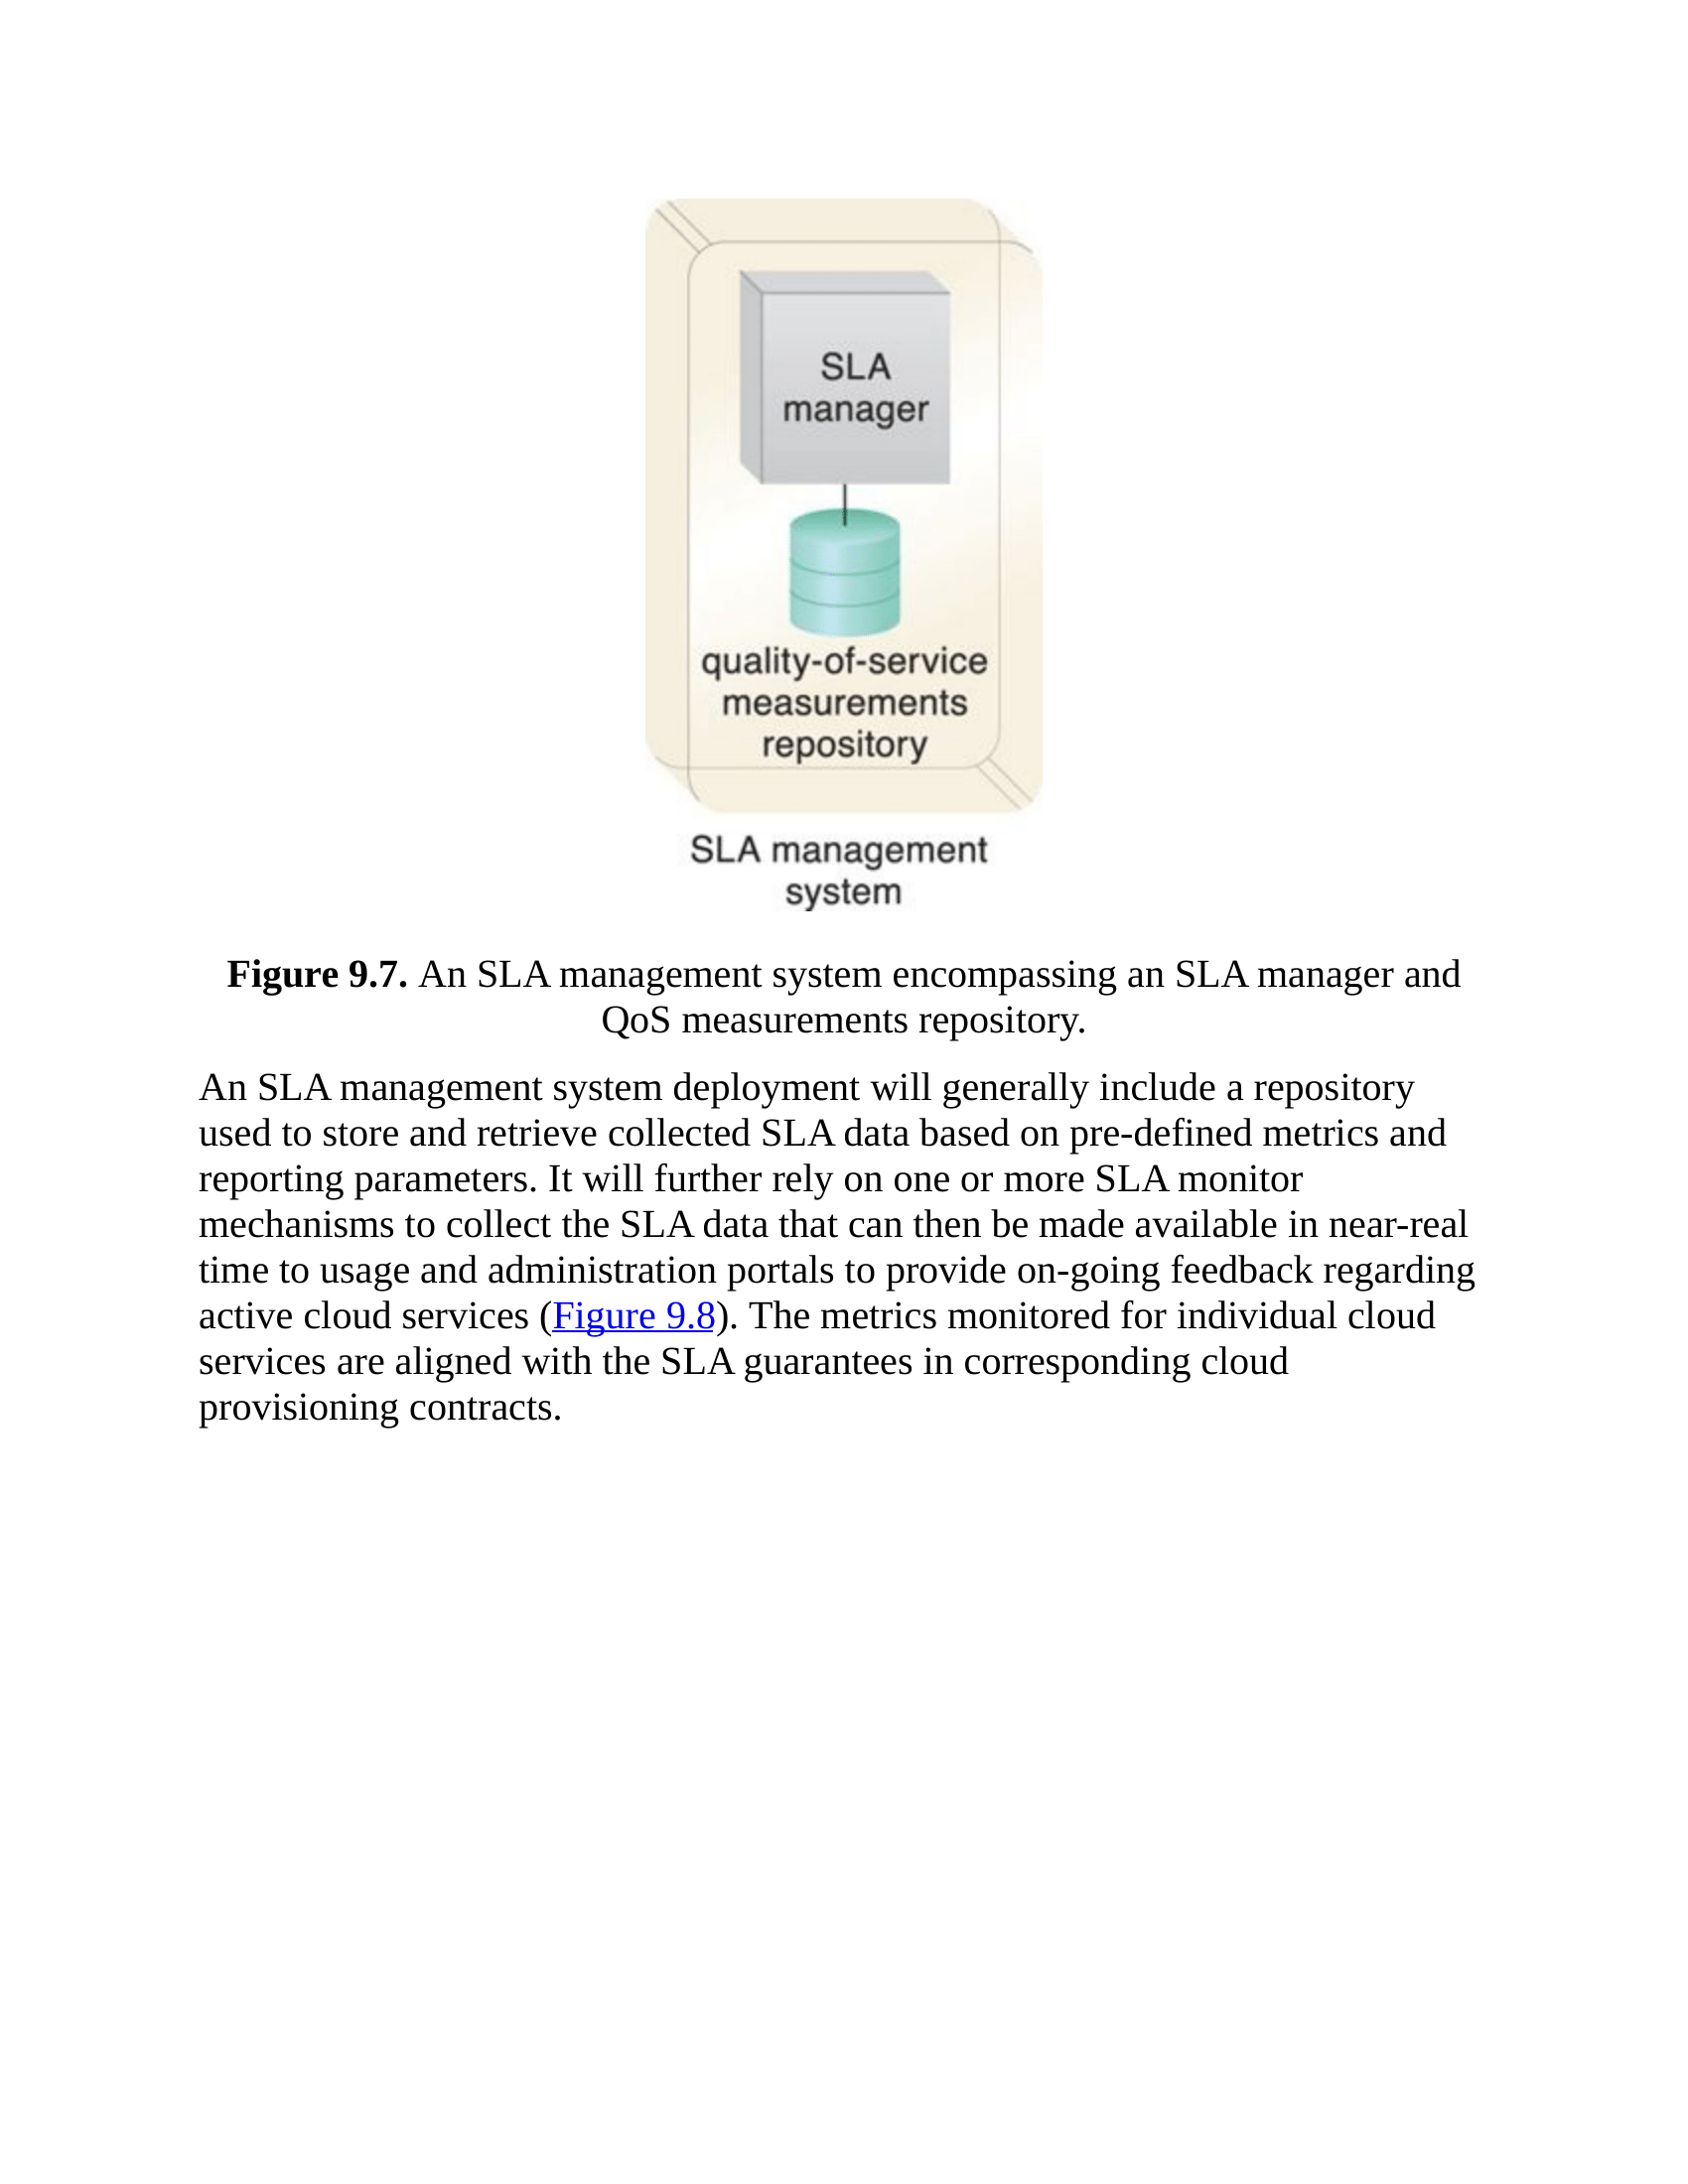 SLA
manager
quality-of-service
measurements
repository
SLA management
system
Figure 9.7. An SLA management system encompassing an SLA manager and
QoS measurements repository.
An SLA management system deployment will generally include a repository
used to store and retrieve collected SLA data based on pre-defined metrics and
reporting parameters. It will further rely on one or more SLA monitor
mechanisms to collect the SLA data that can then be made available in near-real
time to usage and administration portals to provide on-going feedback regarding
active cloud services (Figure 9.8). The metrics monitored for individual cloud
services are aligned with the SLA guarantees in corresponding cloud
provisioning contracts.